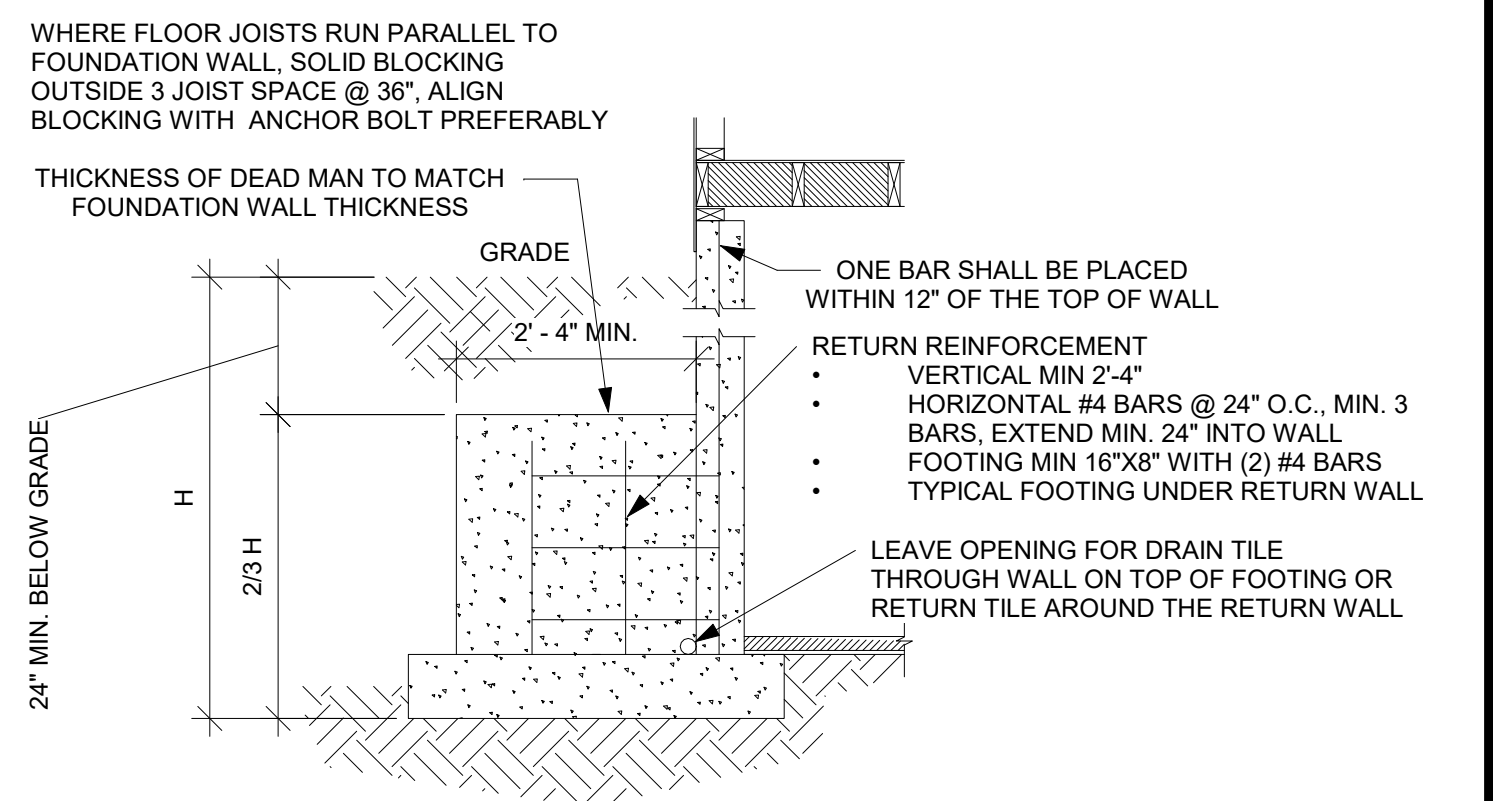 WHERE FLOOR JOISTS RUN PARALLEL TO
FOUNDATION WALL, SOLID BLOCKING
OUTSIDE 3 JOIST SPACE @ 36", ALIGN
BLOCKING WITH ANCHOR BOLT PREFERABLY
THICKNESS OF DEAD MAN TO MATCH
FOUNDATION WALL THICKNESS
GRADE
ONE BAR SHALL BE PLACED
WITHIN 12" OF THE TOP OF WALL
2' - 4" MIN.
RETURN REINFORCEMENT
• VERTICAL MIN 2'-4"
• HORIZONTAL #4 BARS @ 24" O.C., MIN. 3
BARS, EXTEND MIN. 24" INTO WALL
• FOOTING MIN 16"X8" WITH (2) #4 BARS
• TYPICAL FOOTING UNDER RETURN WALL
24" MIN. BELOW GRADE
H
2/3 H
LEAVE OPENING FOR DRAIN TILE
THROUGH WALL ON TOP OF FOOTING OR
RETURN TILE AROUND THE RETURN WALL